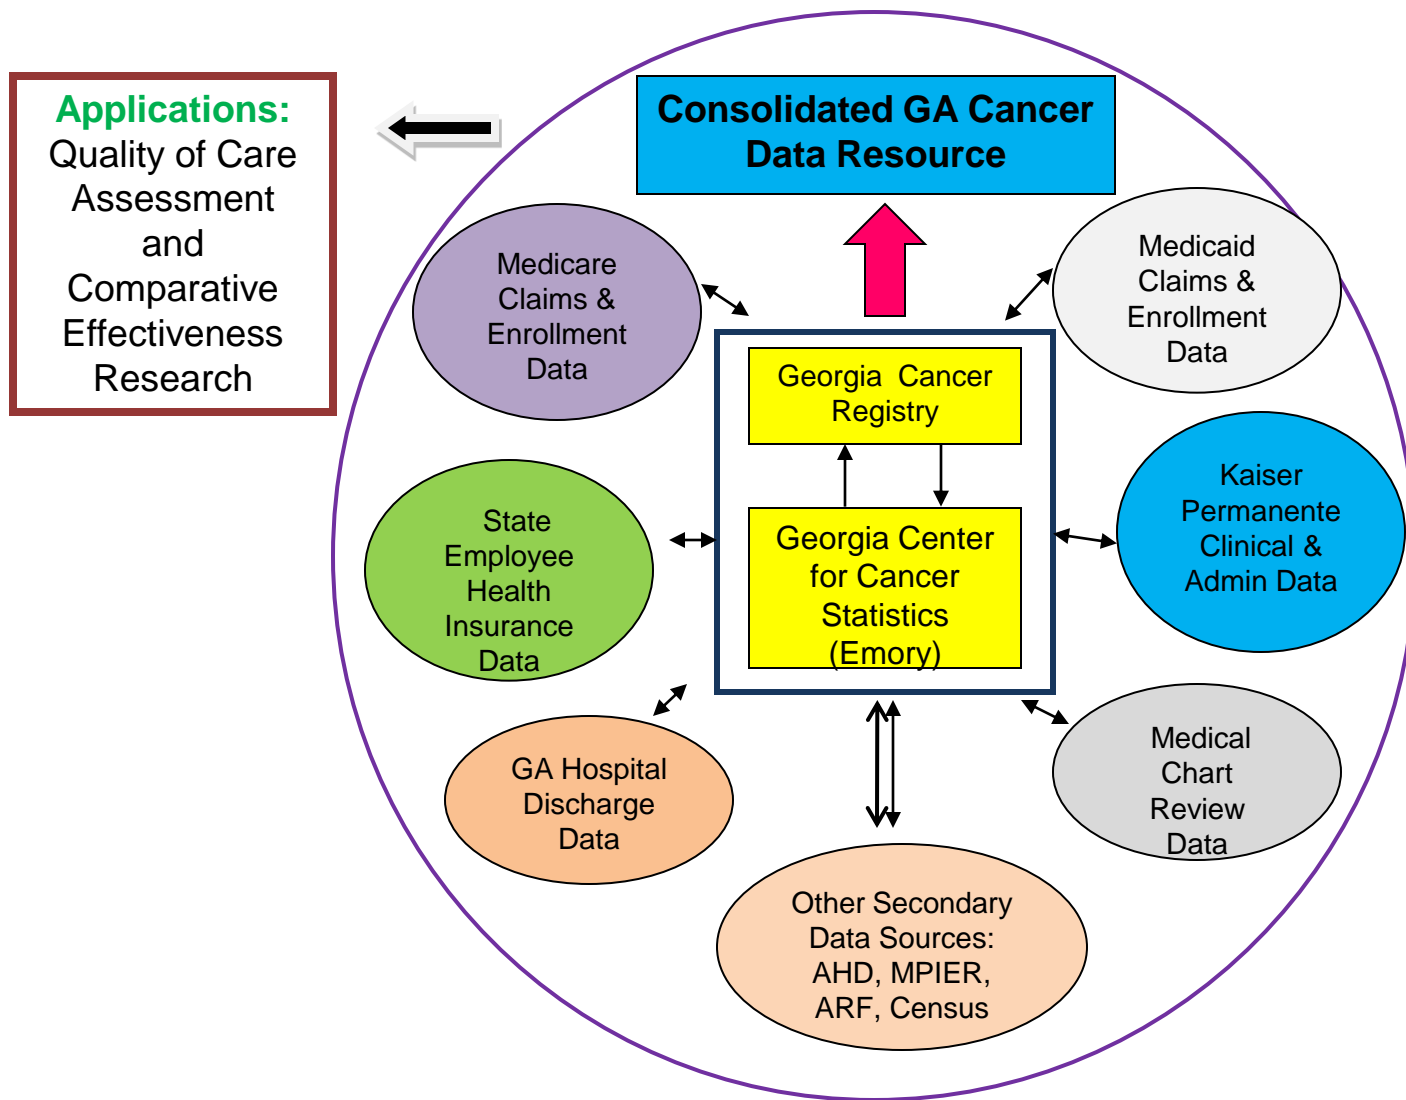 Applications:
Quality of Care
Assessment
and
Comparative
Effectiveness
Research
Consolidated GA Cancer
Data Resource
Medicare
Claims &
Enrollment
Data
Medicaid
Claims &
Enrollment
Data
Georgia Cancer
Registry
Georgia Center
for Cancer
Statistics
(Emory)
State
Employee
Health
Insurance
Data
Kaiser
Permanente
Clinical &
Admin Data
GA Hospital
Discharge
Data
Medical
Chart
Review
Data
Other Secondary
Data Sources:
AHD, MPIER,
ARF, Census